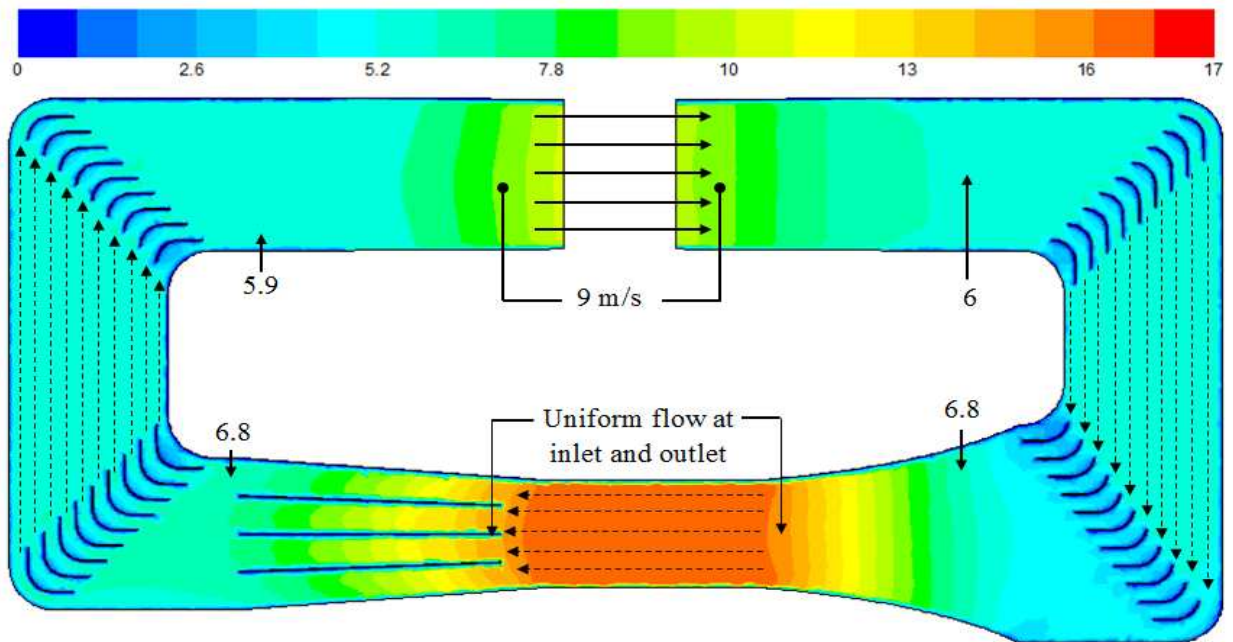 0 2.6 5.2 7.8 10 13 16 17
5.9
9 m/s
6
6.8
Uniform flow at
inlet and outlet
6.8